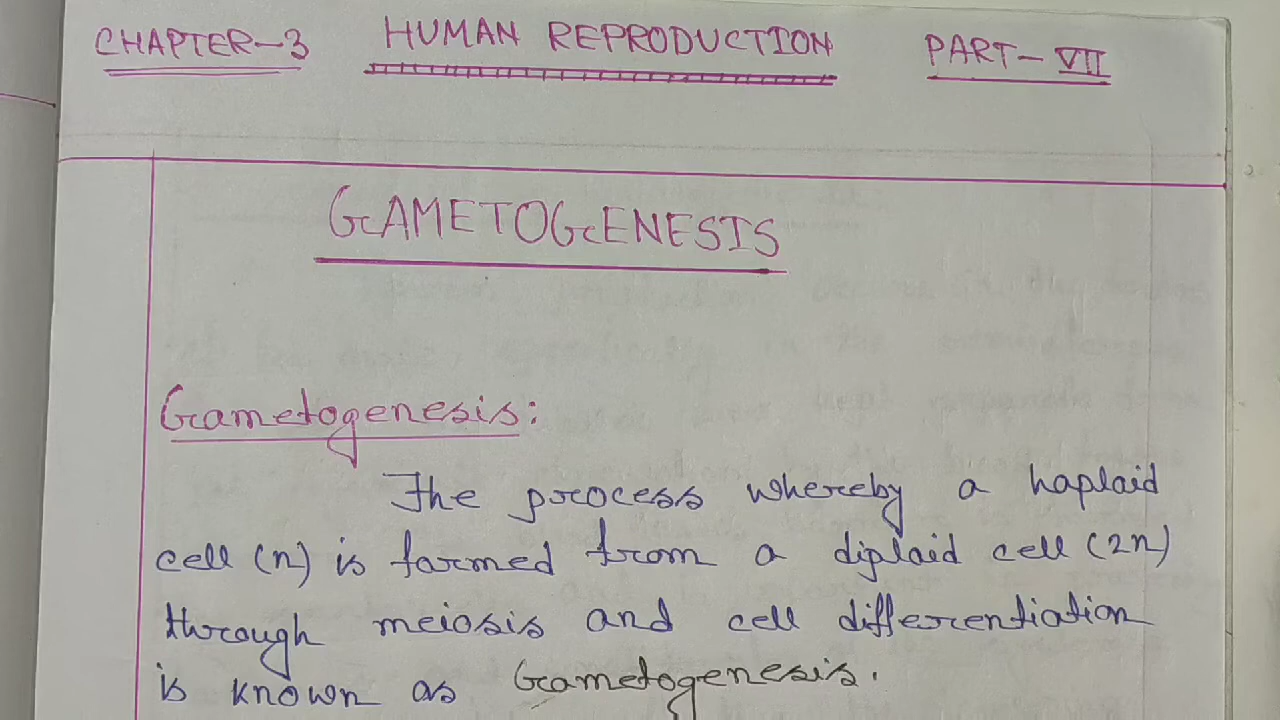 CHAPTER-3 HUMAN REPRODUCTION PART-VII
GAMETOGENESIS
Gametogenesis:
The process whereby a haploid
cell (n) is formed from a diploid cell (2n)
through meiosis and cell differentiation
is known as Gametogenesis.